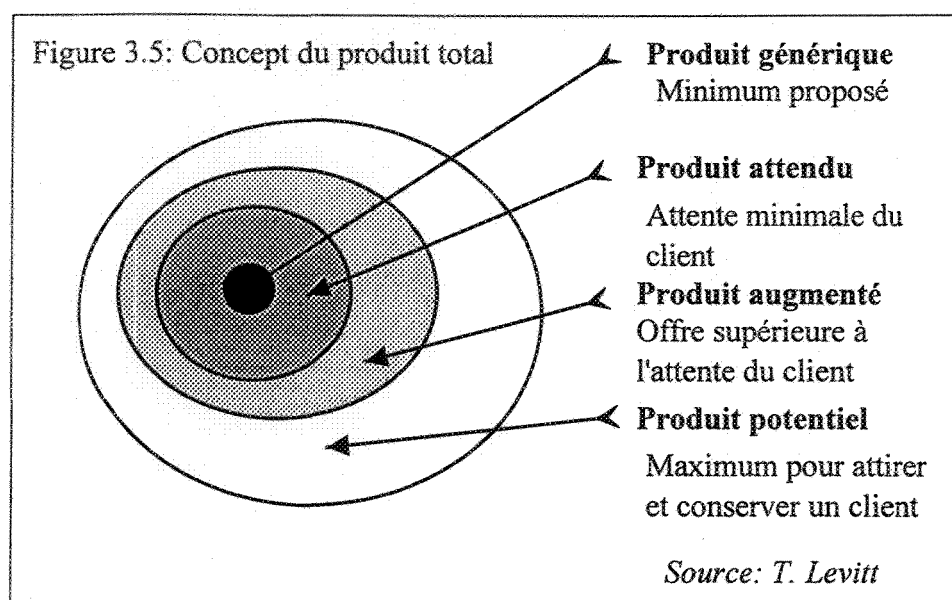 Figure 3.5: Concept du produit total
Produit générique
Minimum proposé
Produit attendu
Attente minimale du
client
Produit augmenté
Offre supérieure à
l'attente du client
Produit potentiel
Maximum pour attirer
et conserver un client
Source: T. Levitt